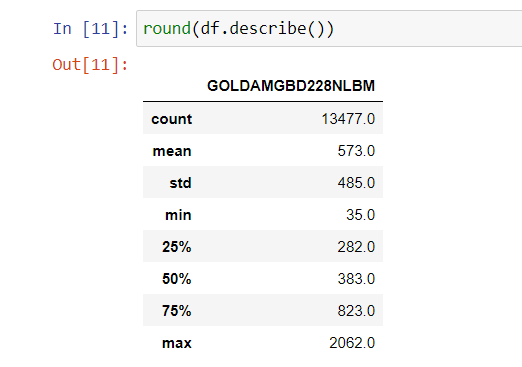 In [11]: round(df.describe())
Out[11]:
GOLDAMGBD228NLBM
count 13477.0
mean 573.0
std 485.0
min 35.0
25% 282.0
50% 383.0
75% 823.0
max 2062.0